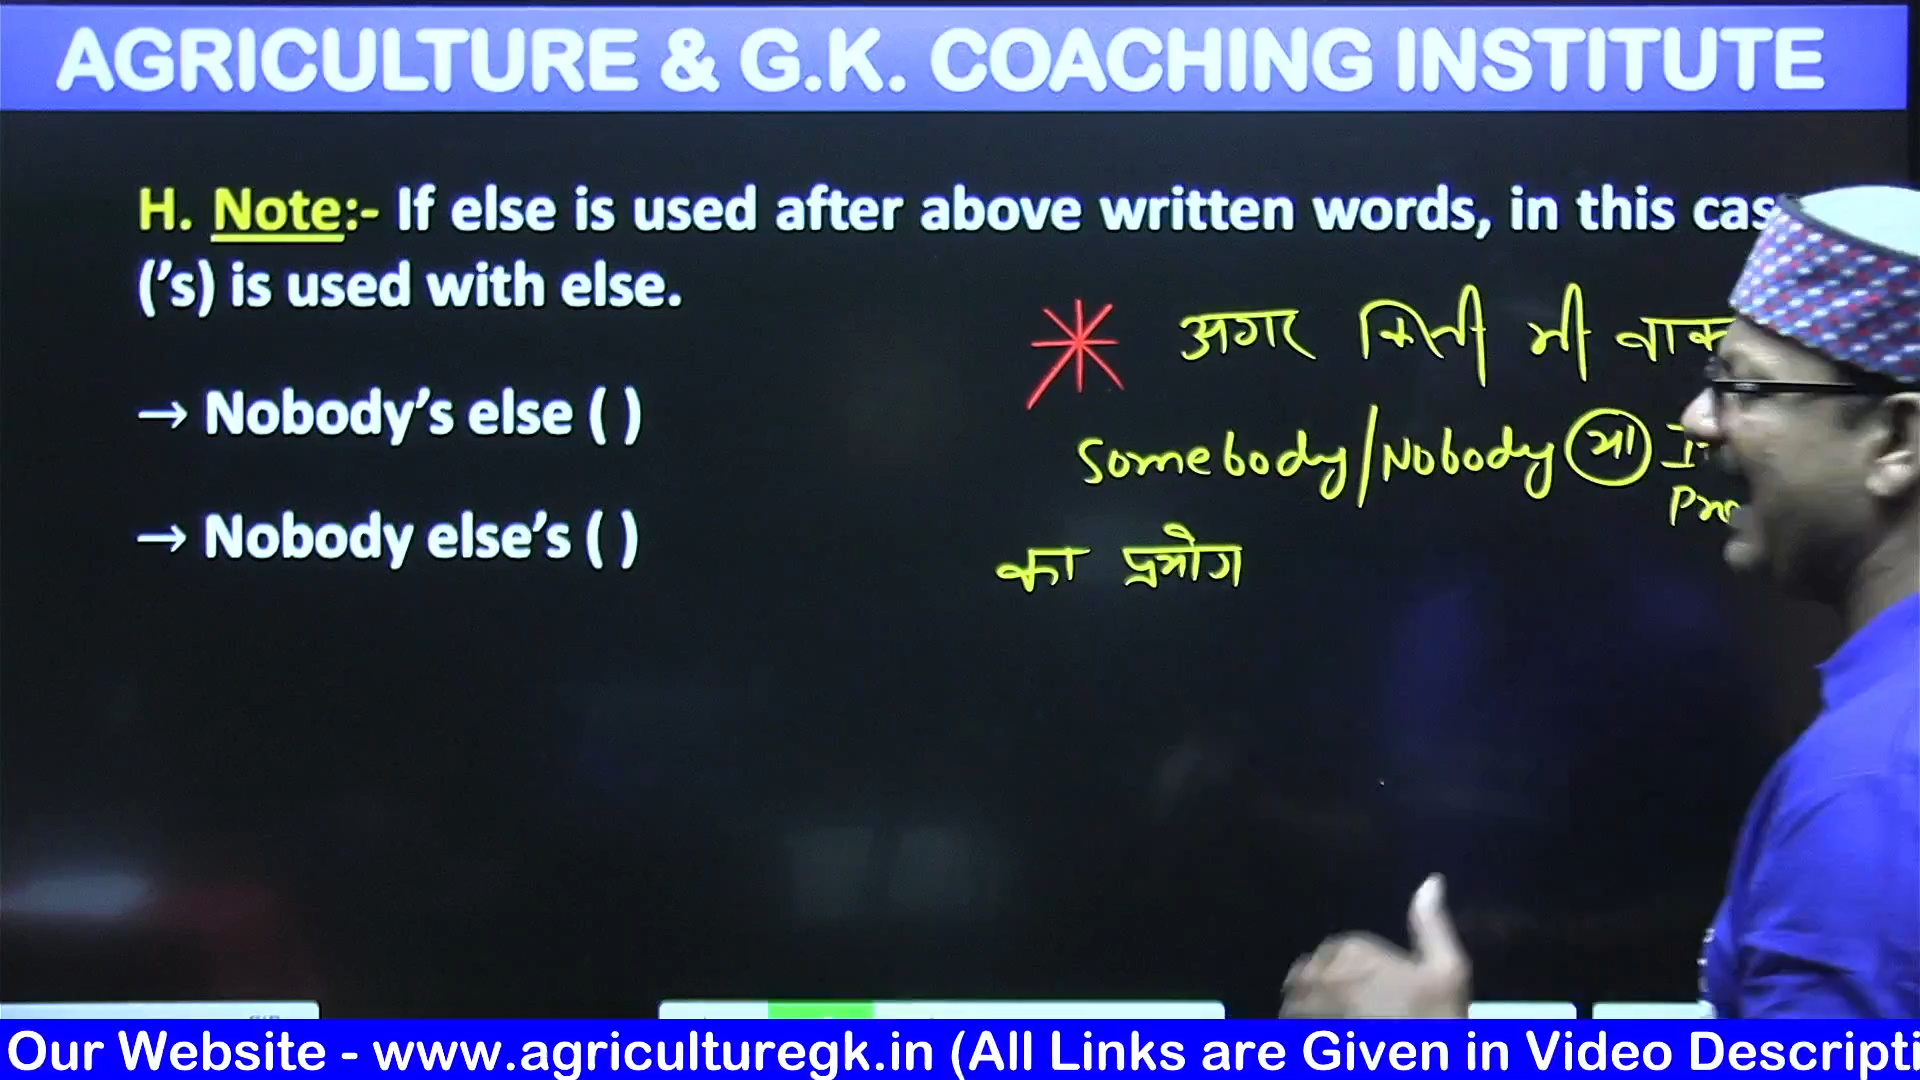 AGRICULTURE & G.K. COACHING INSTITUTE
H. Note:- If else is used after above written words, in this cas
(’s) is used with else.
अगर किसी भी वाक
→ Nobody’s else ( )
Somebody/Nobody या
→ Nobody else’s ( )
का प्रयोग
Our Website - www.agriculturegk.in (All Links are Given in Video Descripti